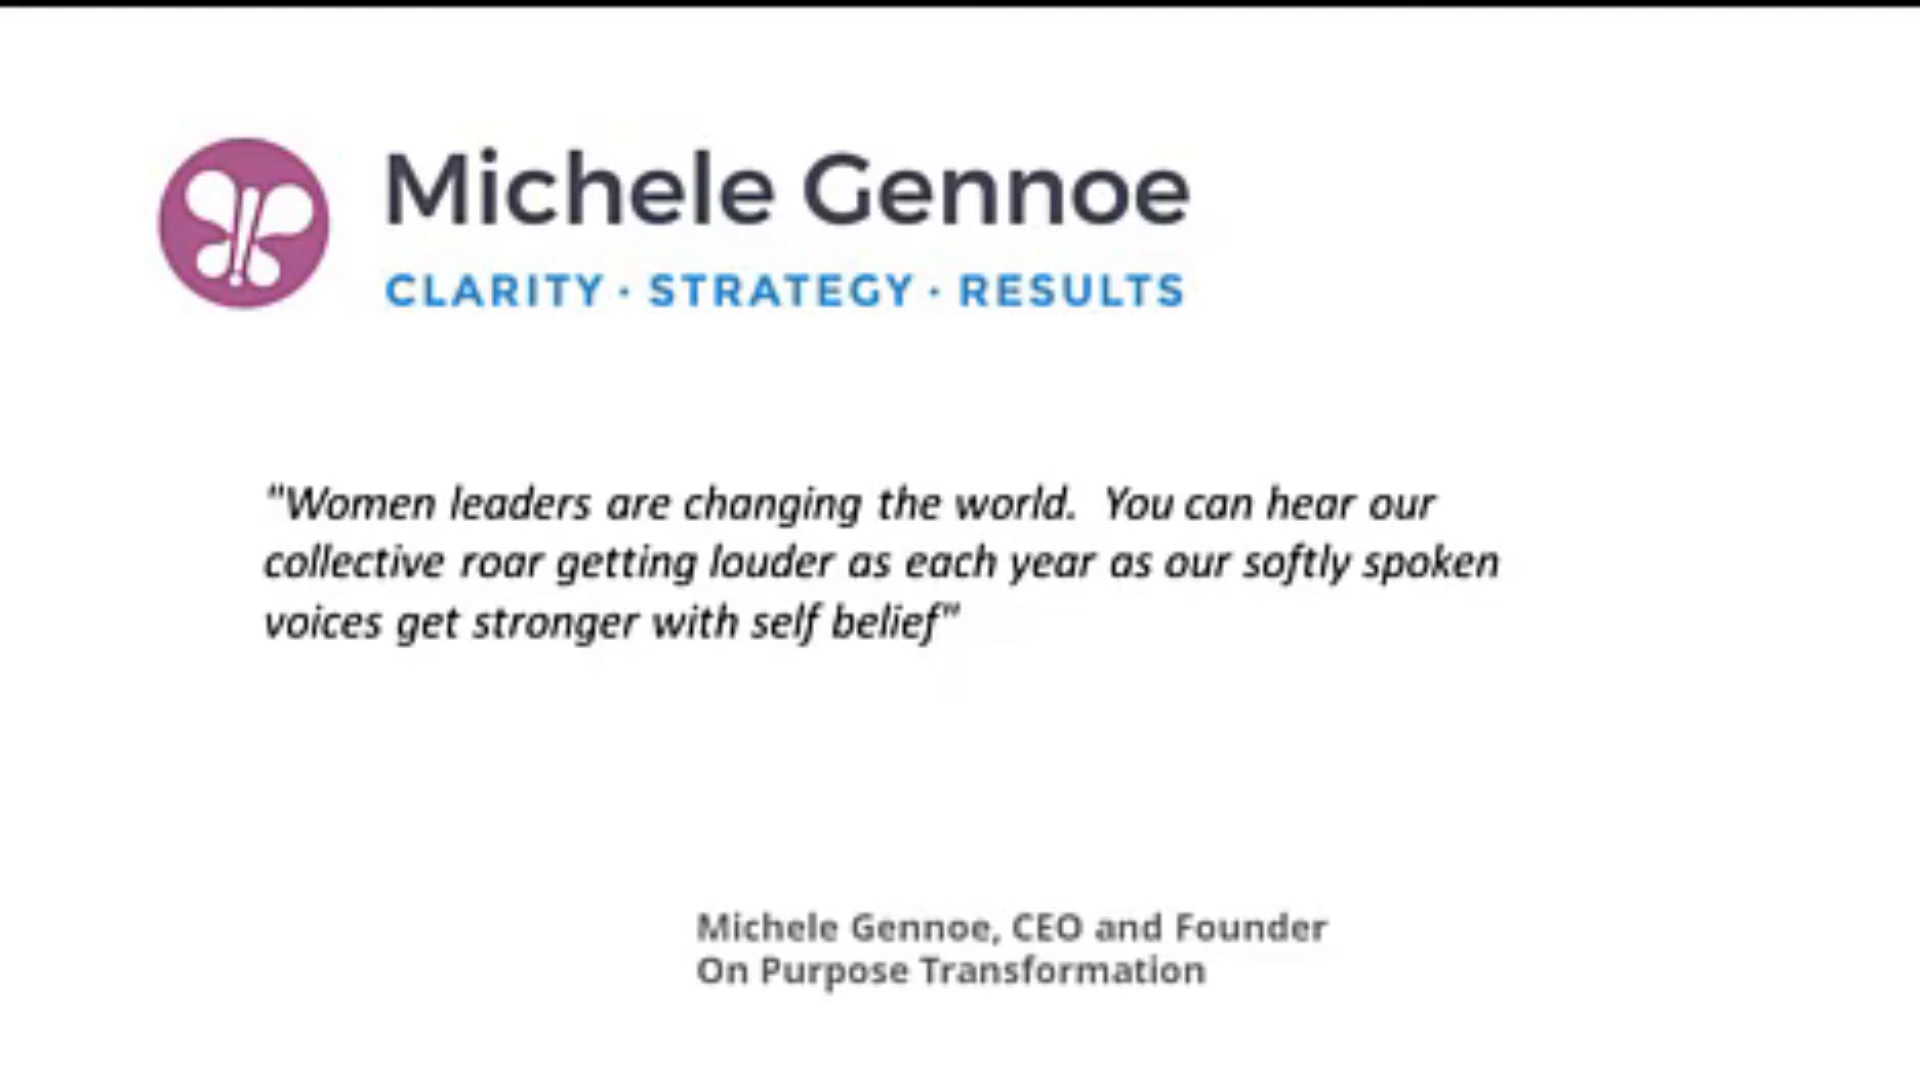 Michele Gennoe
CLARITY · STRATEGY · RESULTS
"Women leaders are changing the world.  You can hear our
collective roar getting louder as each year as our softly spoken
voices get stronger with self belief"
Michele Gennoe, CEO and Founder
On Purpose Transformation